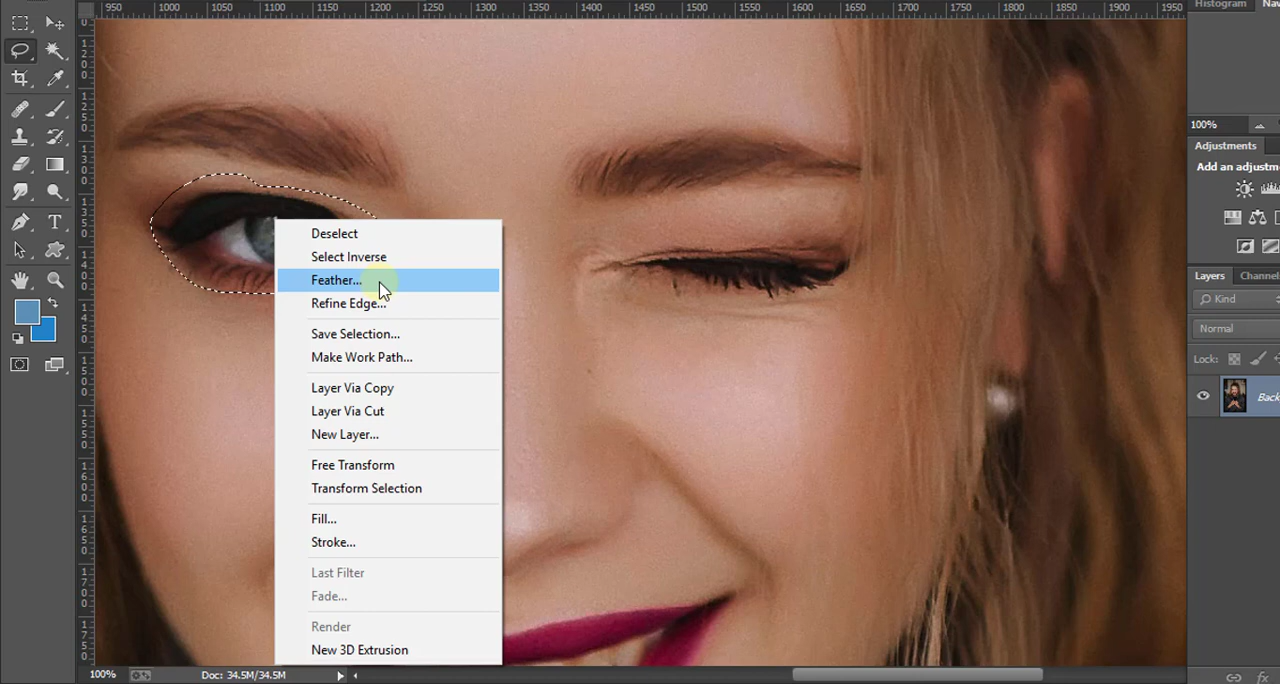 950 1000 1050 1100 1150 1200 1250 1300 1350 1400 1450 1500 1550 1600 1650 1700 1750 1800 1850 1900 1950
Histogram
100%
Adjustments
Add an adjustm
Layers
Channel
Kind
Normal
Lock:
Back
T
Deselect
Select Inverse
Feather...
Refine Edge...
Save Selection...
Make Work Path...
Layer Via Copy
Layer Via Cut
New Layer...
Free Transform
Transform Selection
Fill...
Stroke...
Last Filter
Fade...
Render
New 3D Extrusion
100%
Doc: 34.5M/34.5M
fx